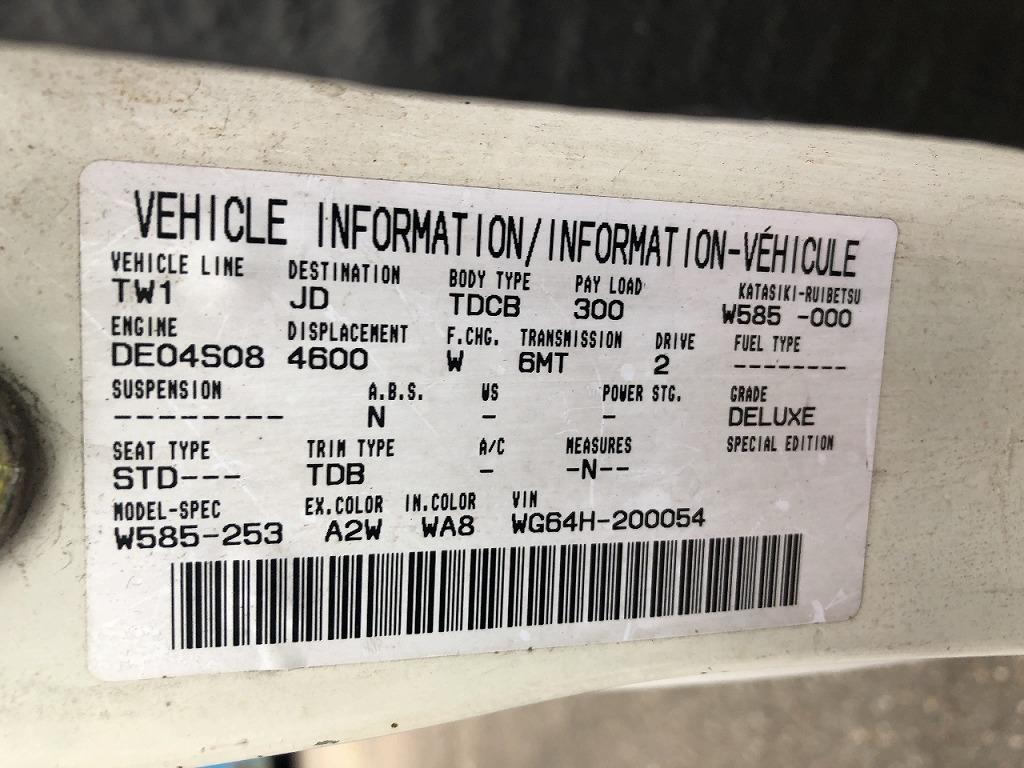 VEHICLE INFORMATION/INFORMATION-VÉHICULE
VEHICLE LINE DESTINATION BODY TYPE PAY LOAD KATASIKI-RUIBETSU
TW1 JD TDCB 300 W585 -000
ENGINE DISPLACEMENT F.CHG. TRANSMISSION DRIVE FUEL TYPE
DE04S08 4600 W 6MT 2 --------
SUSPENSION A.B.S. WS POWER STG. GRADE
--------- N - - DELUXE
SEAT TYPE TRIM TYPE A/C MEASURES SPECIAL EDITION
STD--- TDB - -N--
MODEL-SPEC EX.COLOR IN.COLOR VIN
W585-253 A2W WA8 WG64H-200054